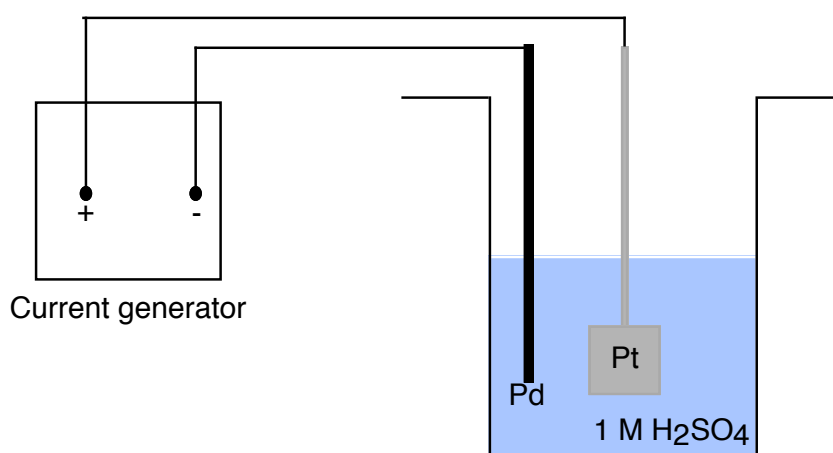 +
-
Current generator
Pt
Pd
1 M H₂SO₄